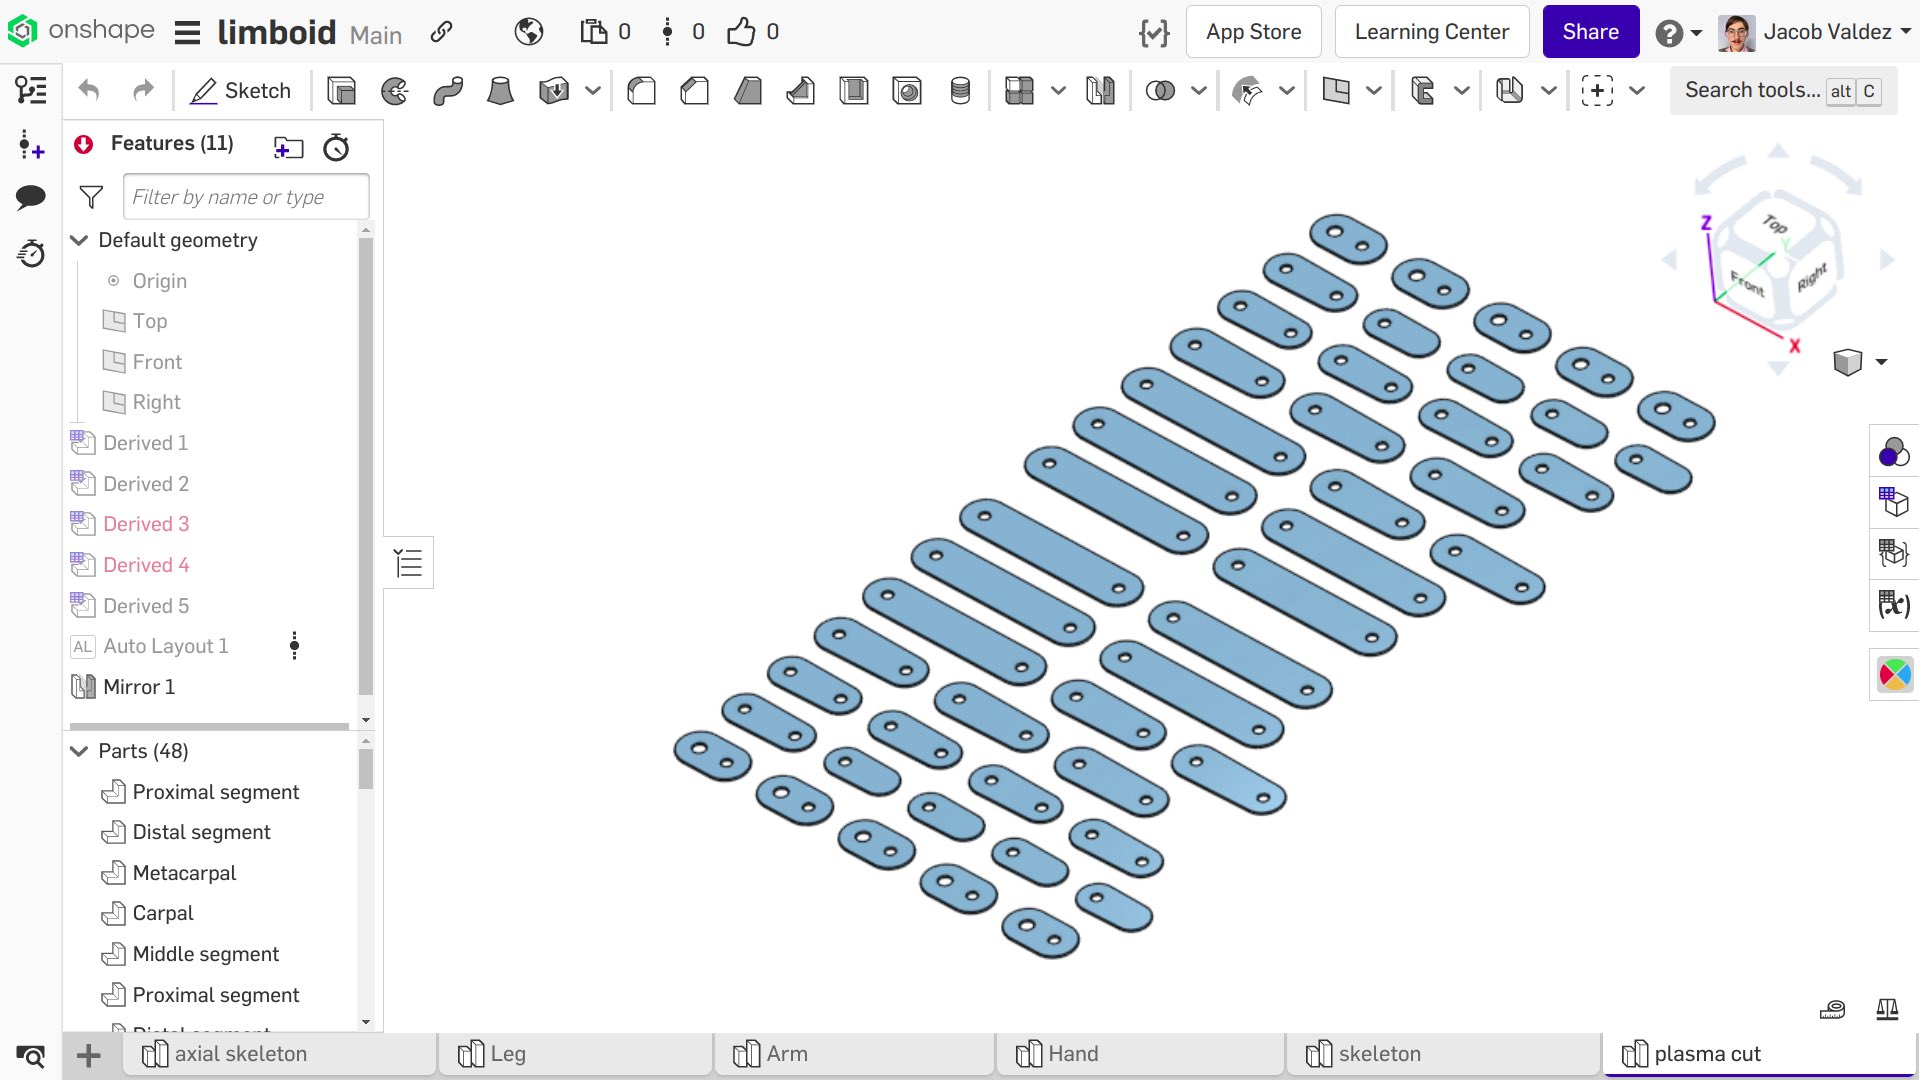 onshape limboid Main 0 0 0 App Store Learning Center Share Jacob Valdez
Sketch Search tools... alt C
Features (11)
Filter by name or type
Default geometry
Origin
Top
Front
Right
Derived 1
Derived 2
Derived 3
Derived 4
Derived 5
AL Auto Layout 1
Mirror 1
Parts (48)
Proximal segment
Distal segment
Metacarpal
Carpal
Middle segment
Proximal segment
Distal segment
Z
Top
Y
Front
Right
X
(x)
axial skeleton Leg Arm Hand skeleton plasma cut